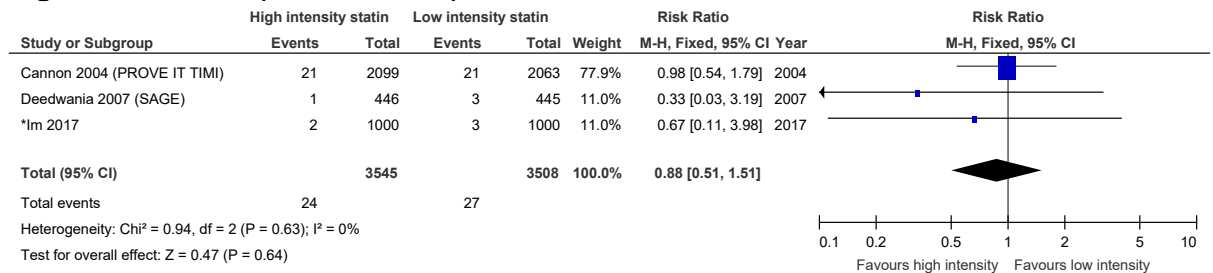 High intensity statin Low intensity statin Risk Ratio Risk Ratio
Study or Subgroup Events Total Events Total Weight M-H, Fixed, 95% CI Year M-H, Fixed, 95% CI
Cannon 2004 (PROVE IT TIMI) 21 2099 21 2063 77.9% 0.98 [0.54, 1.79] 2004
Deedwania 2007 (SAGE) 1 446 3 445 11.0% 0.33 [0.03, 3.19] 2007
*Im 2017 2 1000 3 1000 11.0% 0.67 [0.11, 3.98] 2017
Total (95% CI) 3545 3508 100.0% 0.88 [0.51, 1.51]
Total events 24 27
Heterogeneity: Chi² = 0.94, df = 2 (P = 0.63); I² = 0%
Test for overall effect: Z = 0.47 (P = 0.64)
0.1 0.2 0.5 1 2 5 10
Favours high intensity Favours low intensity